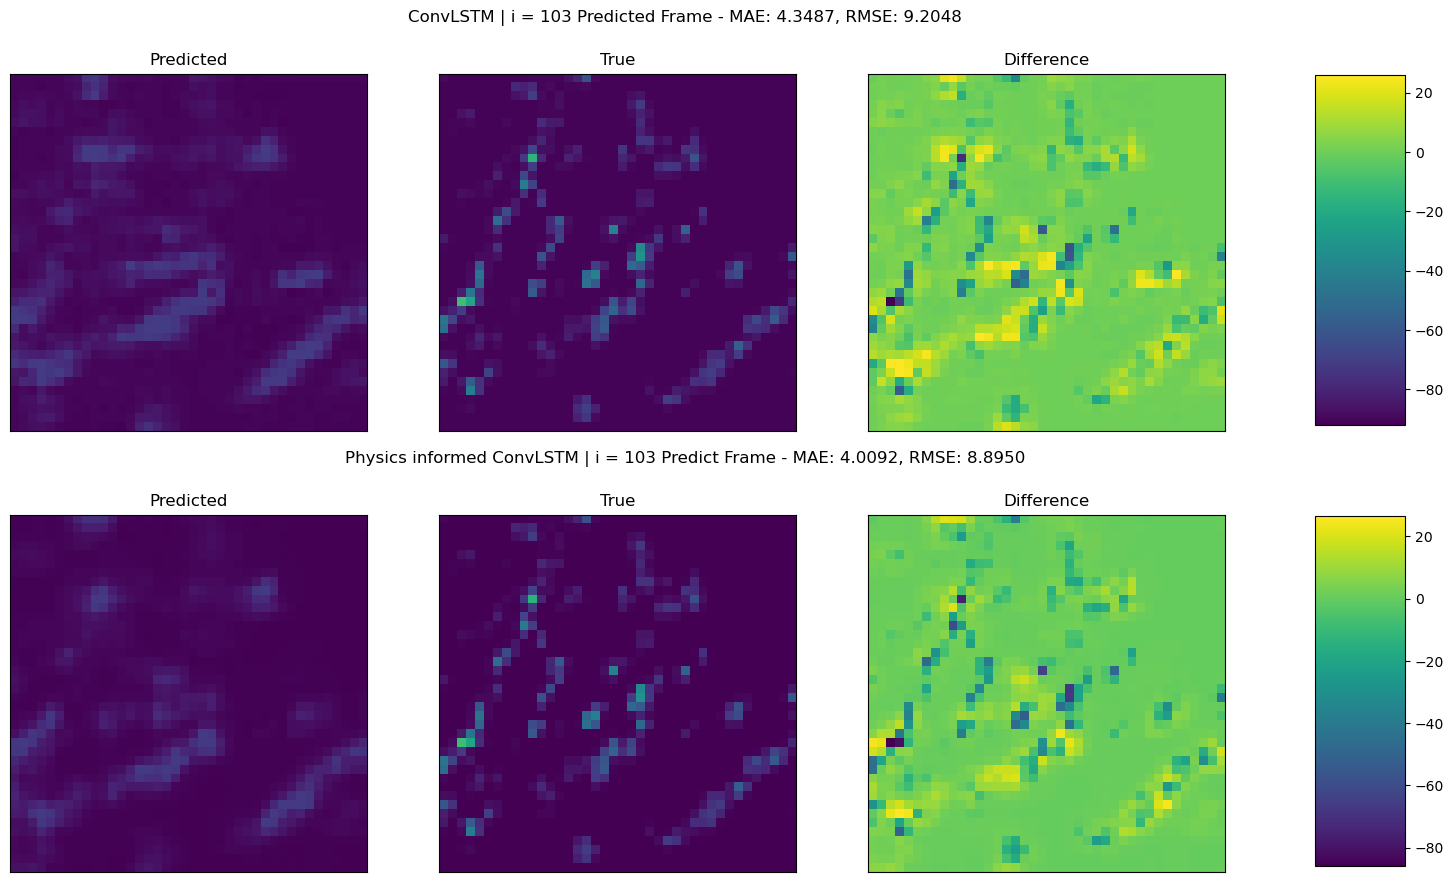 ConvLSTM | i = 103 Predicted Frame - MAE: 4.3487, RMSE: 9.2048
Predicted
True
Difference
20
0
−20
−40
−60
−80
Physics informed ConvLSTM | i = 103 Predict Frame - MAE: 4.0092, RMSE: 8.8950
Predicted
True
Difference
20
0
−20
−40
−60
−80